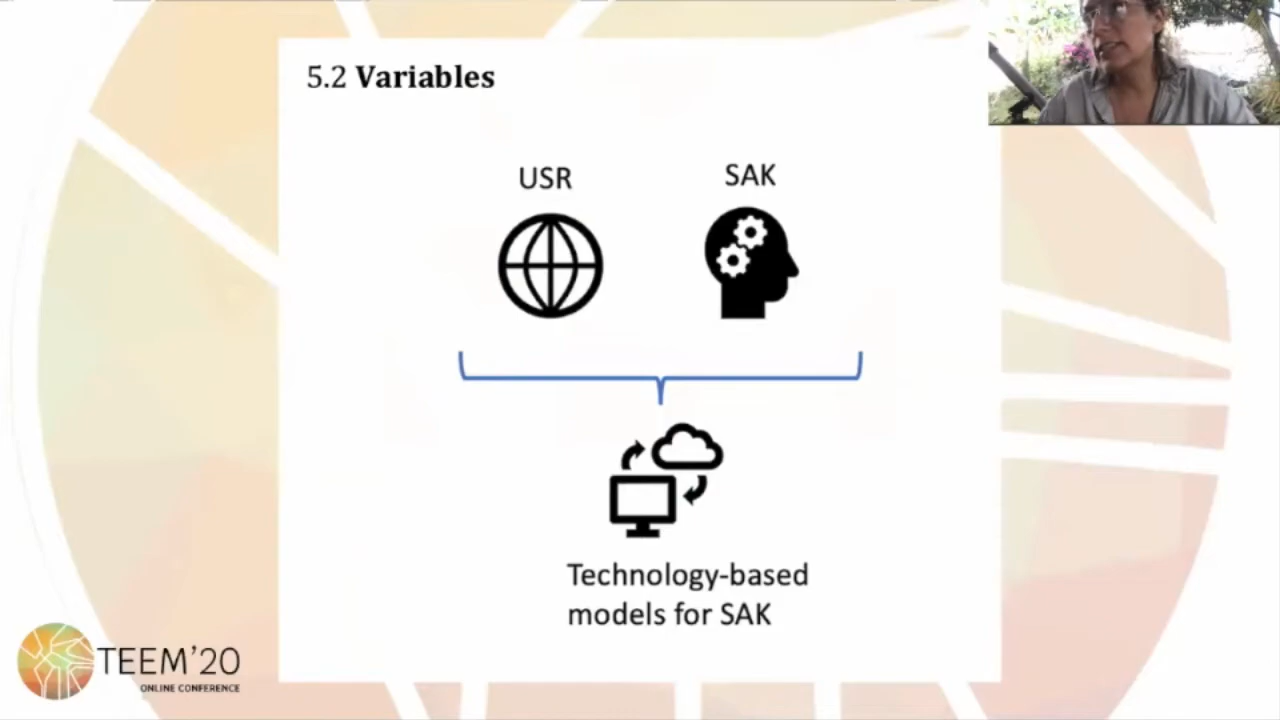 5.2 Variables
USR
SAK
Technology-based
models for SAK
TEEM'20
ONLINE CONFERENCE